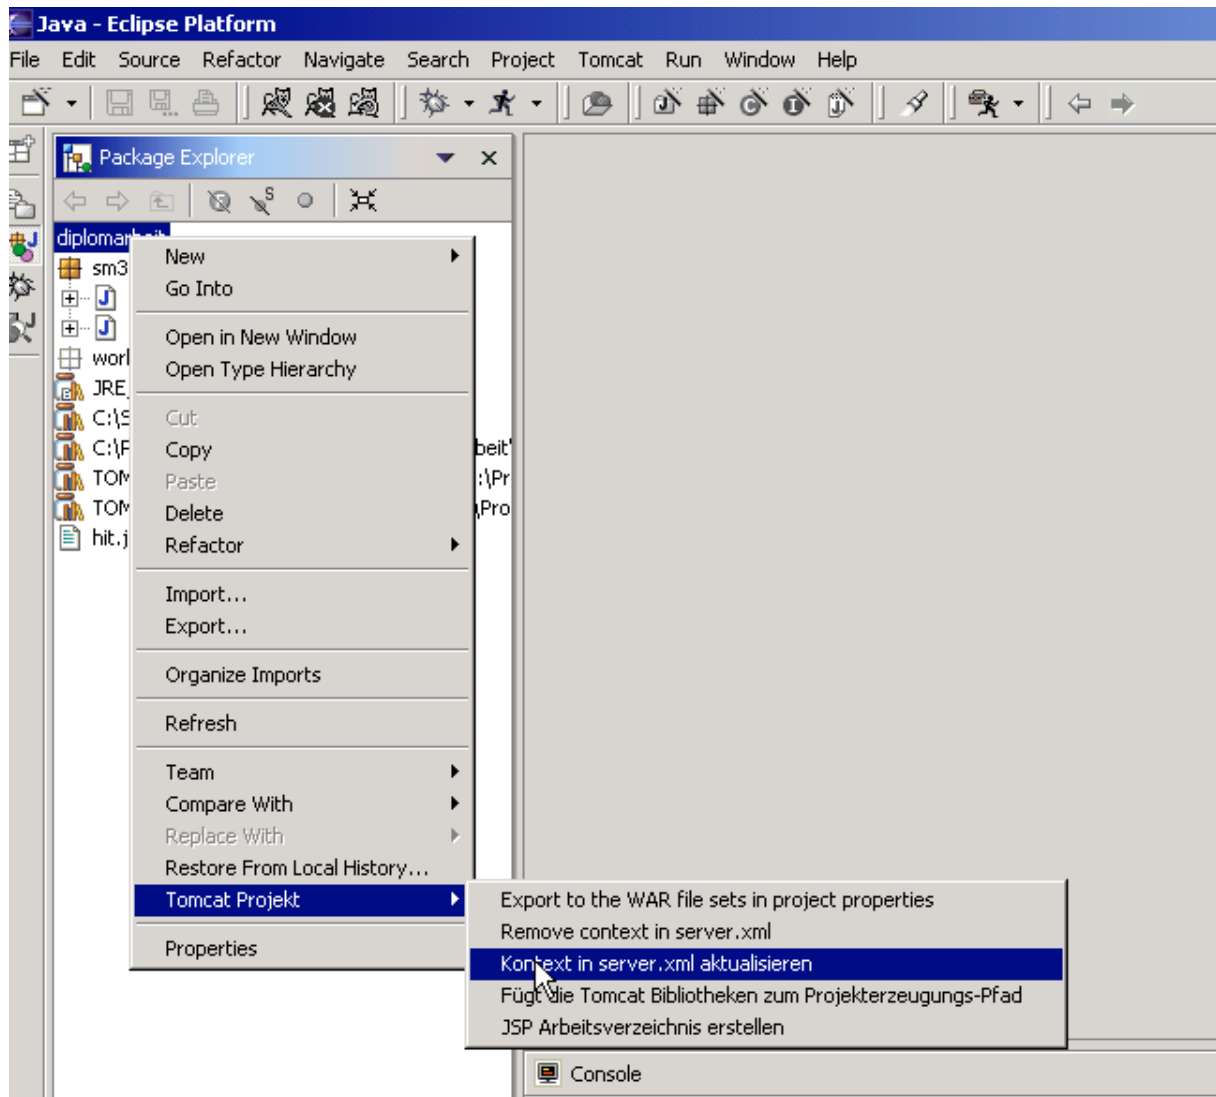 Java - Eclipse Platform
File Edit Source Refactor Navigate Search Project Tomcat Run Window Help
Package Explorer
diplomarbeit
New
sm3
Go Into
Open in New Window
Open Type Hierarchy
JRE_
Cut
C:\S
Copy
C:\P
beit'
Paste
TOM
:\Pr
Delete
TOM
\Pro
Refactor
hit.j
Import...
Export...
Organize Imports
Refresh
Team
Compare With
Replace With
Restore From Local History...
Tomcat Projekt
Properties
Export to the WAR file sets in project properties
Remove context in server.xml
Kontext in server.xml aktualisieren
Fügt die Tomcat Bibliotheken zum Projekterzeugungs-Pfad
JSP Arbeitsverzeichnis erstellen
Console